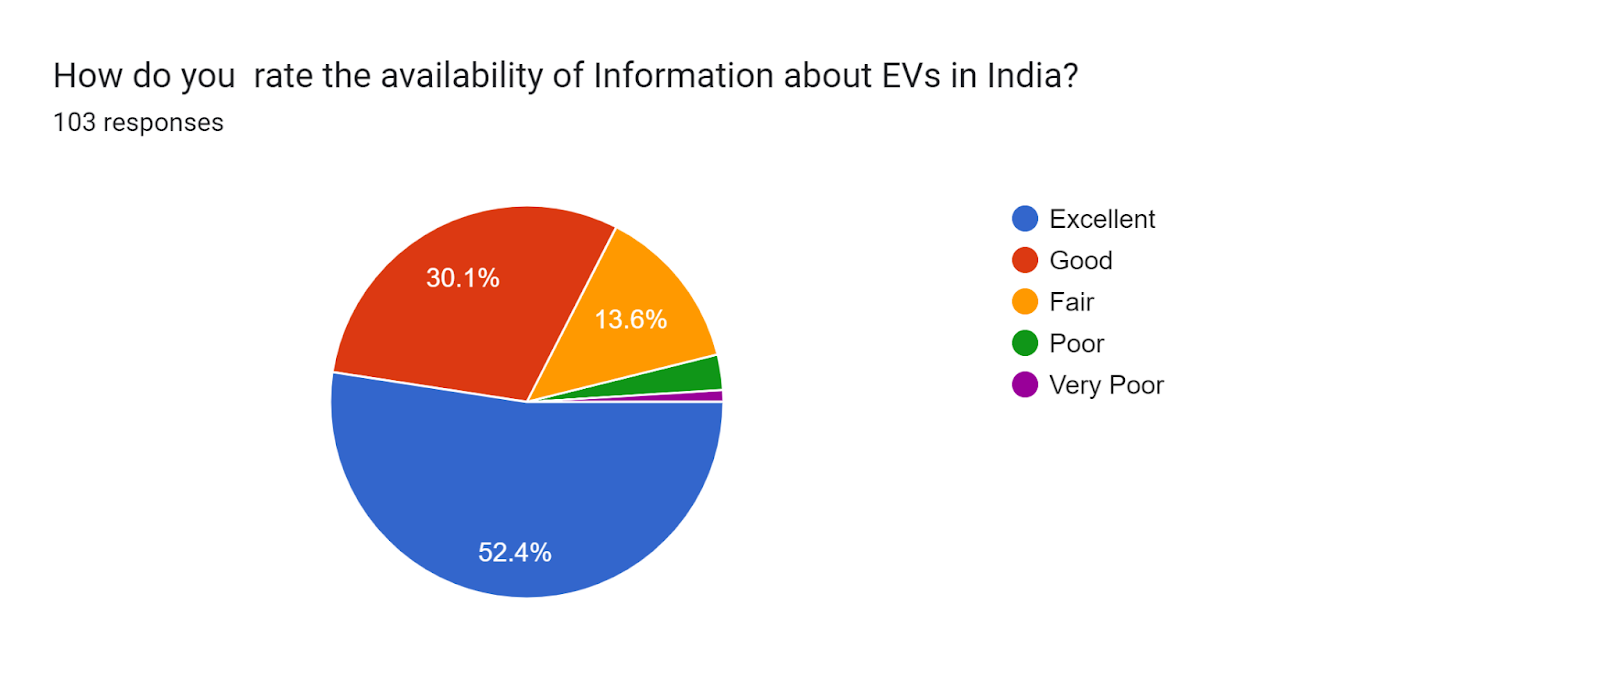 How do you  rate the availability of Information about EVs in India?
103 responses
Excellent
Good
Fair
Poor
Very Poor
30.1%
13.6%
52.4%